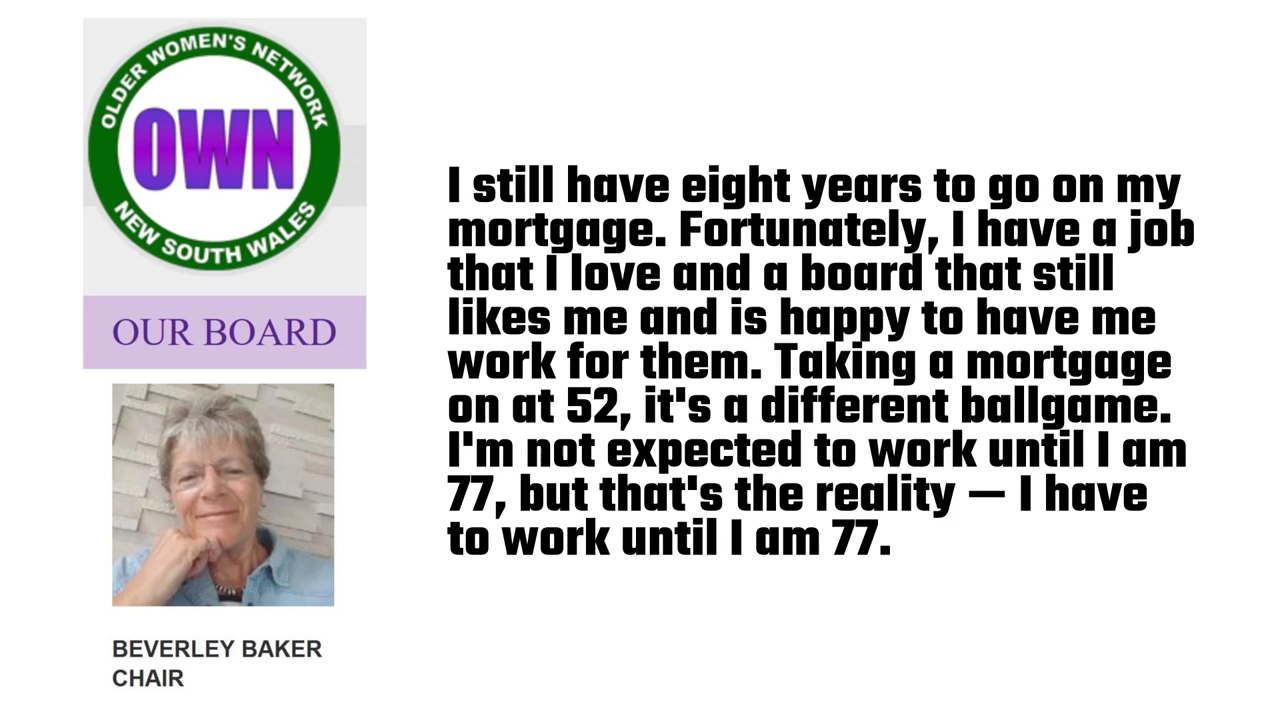 OLDER WOMEN'S NETWORK
OWN
NEW SOUTH WALES
OUR BOARD
BEVERLEY BAKER
CHAIR
I still have eight years to go on my
mortgage. Fortunately, I have a job
that I love and a board that still
likes me and is happy to have me
work for them. Taking a mortgage
on at 52, it's a different ballgame.
I'm not expected to work until I am
77, but that's the reality — I have
to work until I am 77.